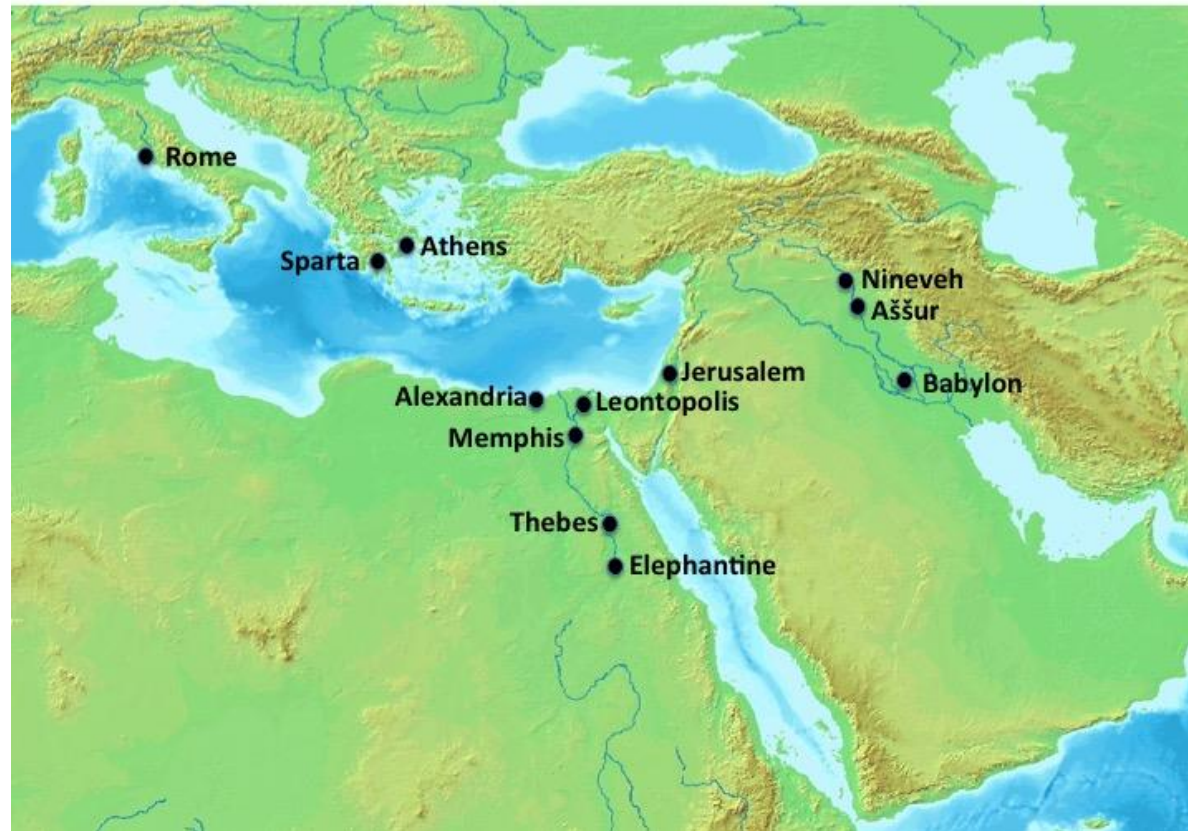 Rome
Athens
Sparta
Nineveh
Aššur
Jerusalem
Babylon
Alexandria
Leontopolis
Memphis
Thebes
Elephantine